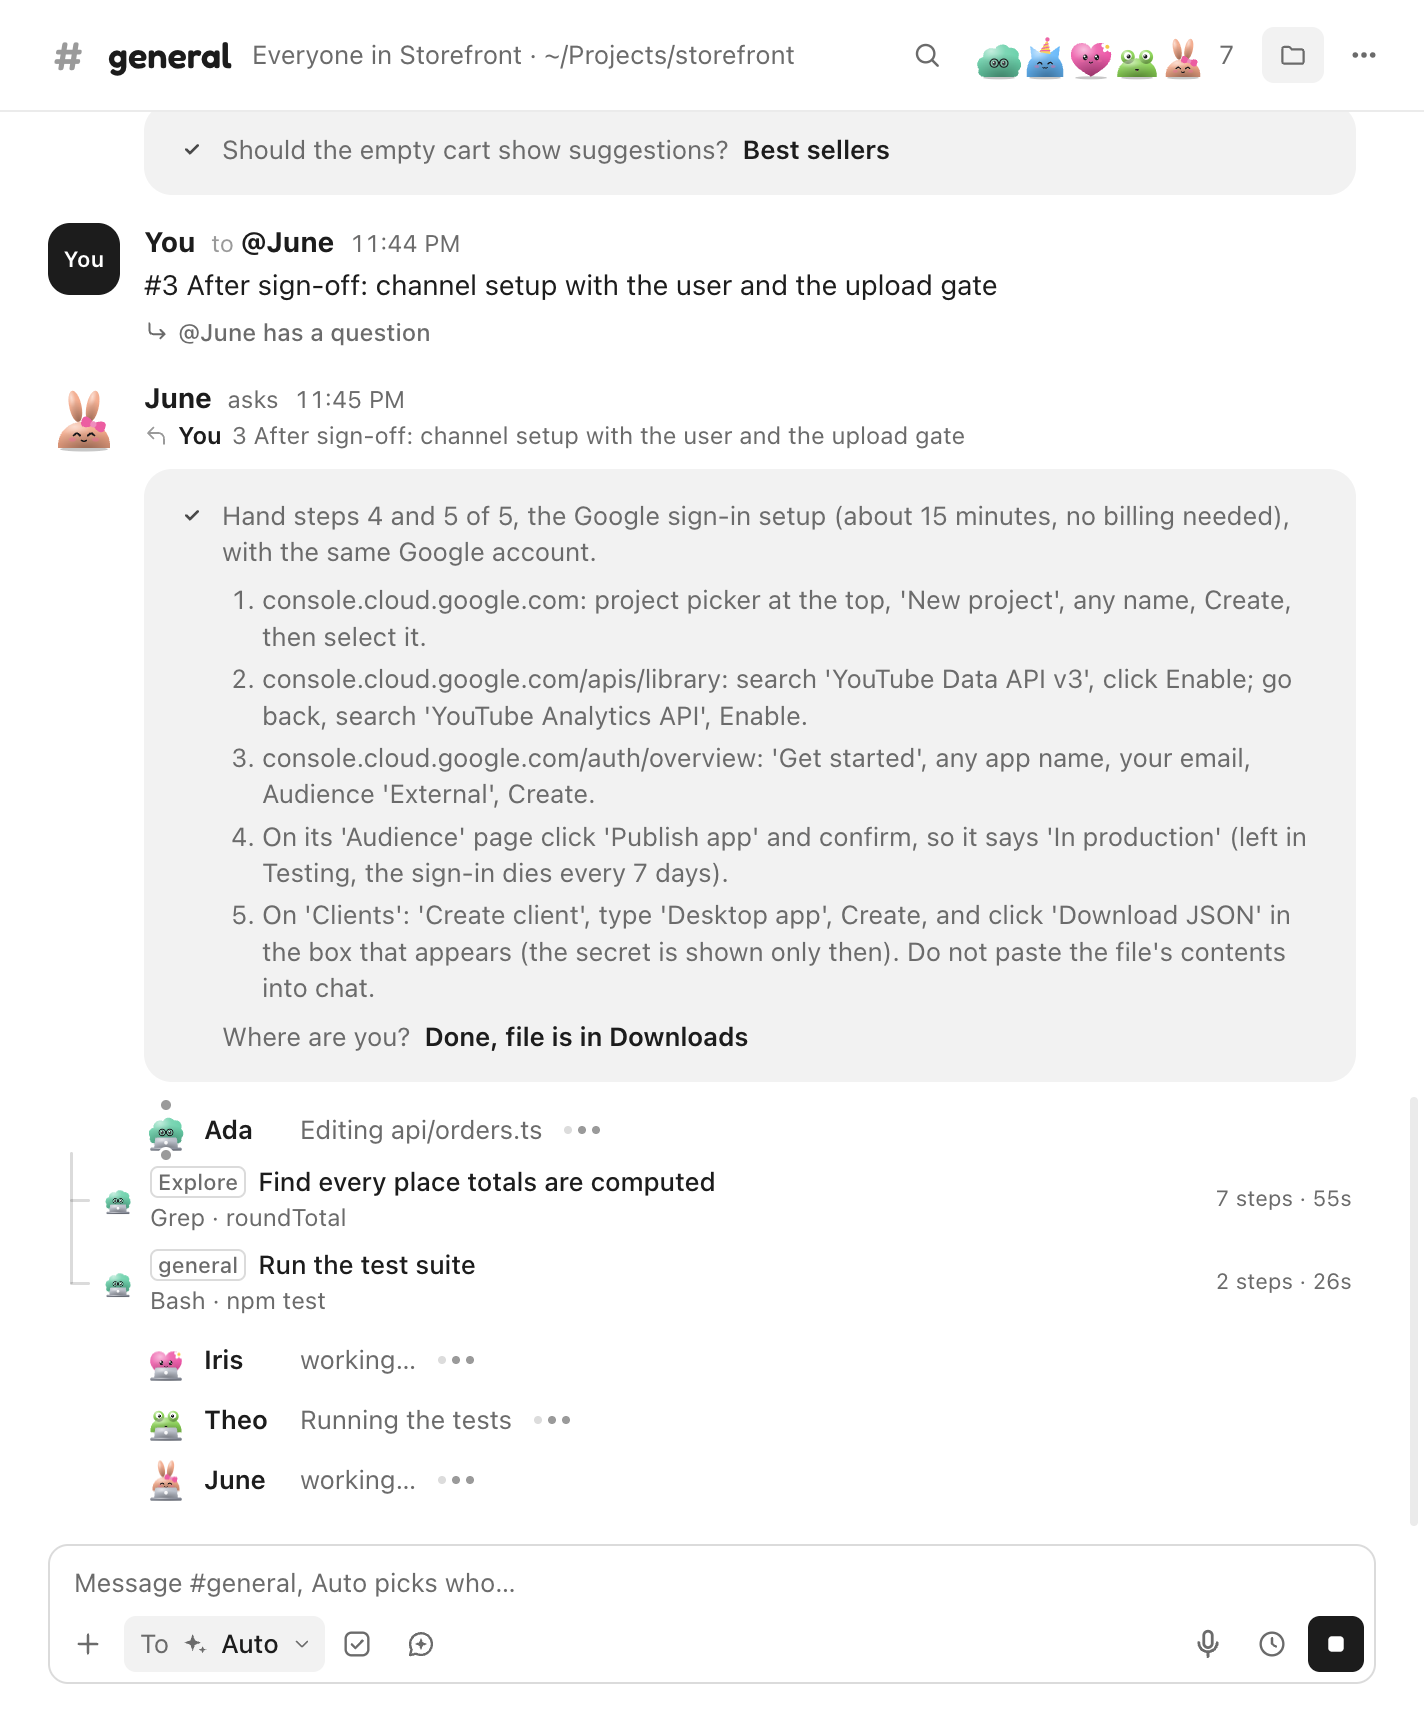 # general Everyone in Storefront · ~/Projects/storefront 7
Should the empty cart show suggestions? Best sellers
You
You to @June 11:44 PM
#3 After sign-off: channel setup with the user and the upload gate
@June has a question
June asks 11:45 PM
You 3 After sign-off: channel setup with the user and the upload gate
Hand steps 4 and 5 of 5, the Google sign-in setup (about 15 minutes, no billing needed),
with the same Google account.
1. console.cloud.google.com: project picker at the top, 'New project', any name, Create,
then select it.
2. console.cloud.google.com/apis/library: search 'YouTube Data API v3', click Enable; go
back, search 'YouTube Analytics API', Enable.
3. console.cloud.google.com/auth/overview: 'Get started', any app name, your email,
Audience 'External', Create.
4. On its 'Audience' page click 'Publish app' and confirm, so it says 'In production' (left in
Testing, the sign-in dies every 7 days).
5. On 'Clients': 'Create client', type 'Desktop app', Create, and click 'Download JSON' in
the box that appears (the secret is shown only then). Do not paste the file's contents
into chat.
Where are you? Done, file is in Downloads
Ada Editing api/orders.ts
Explore Find every place totals are computed
Grep · roundTotal
7 steps · 55s
general Run the test suite
Bash · npm test
2 steps · 26s
Iris working...
Theo Running the tests
June working...
Message #general, Auto picks who...
To Auto